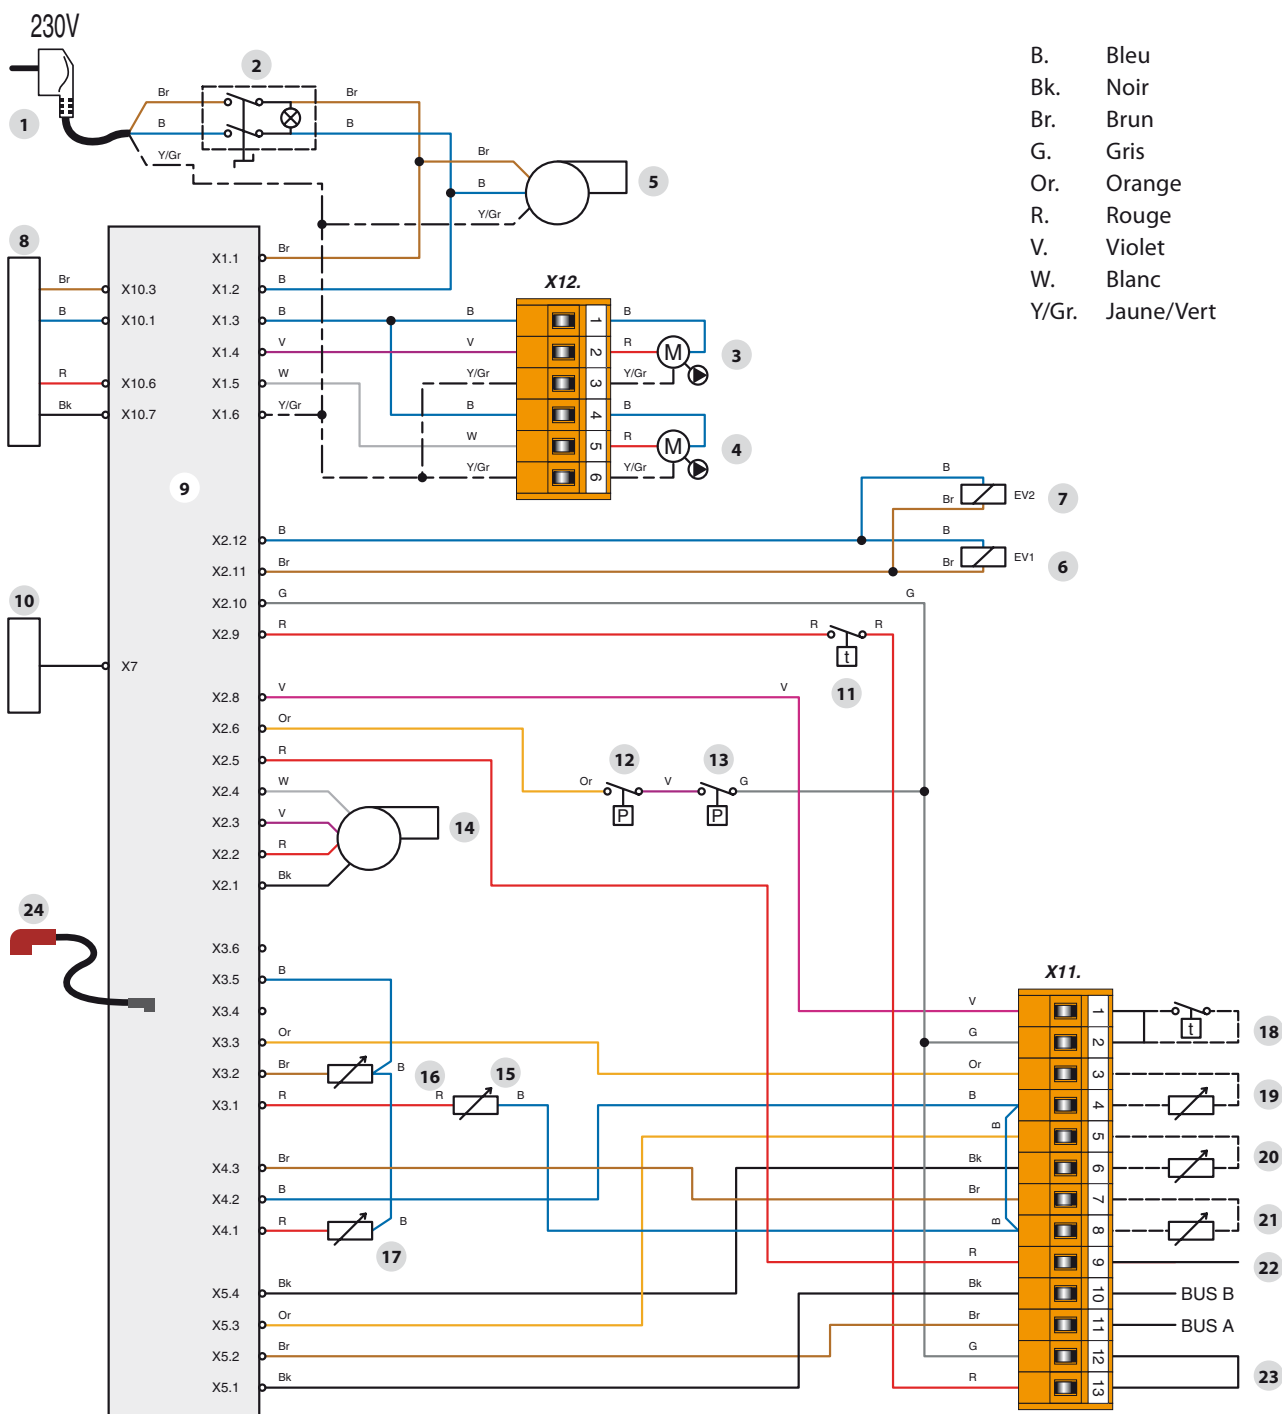 230V
1
2
Br
B
Y/Gr
Br
B
Br
B
Y/Gr
5
B. Bleu
Bk. Noir
Br. Brun
G. Gris
Or. Orange
R. Rouge
V. Violet
W. Blanc
Y/Gr. Jaune/Vert
8
Br X10.3
B X10.1
R X10.6
Bk X10.7
9
X1.1 Br
X1.2 B
X1.3 B B
X1.4 V V
X1.5 W Y/Gr
X1.6 Y/Gr B
W
Y/Gr
X12.
1 B
2 R M 3
3 Y/Gr
4 B
5 R M 4
6 Y/Gr
B
Br EV2 7
B
Br EV1 6
X2.12 B
X2.11 Br
X2.10 G G
X2.9 R R R
t
11
10
X7
X2.8 V V
X2.6 Or
X2.5 R
12 13
Or V G
P P
X2.4 W
X2.3 V
X2.2 R
X2.1 Bk
14
24
X3.6
X3.5 B
X3.4
X3.3 Or
X3.2 Br B
X3.1 R R B
16 15
X4.3 Br
X4.2 B
X4.1 R B
17
X5.4 Bk
X5.3 Or
X5.2 Br
X5.1 Bk
X11.
V 1 t 18
G 2
Or 3
B 4 19
B 5
Bk 6 20
Br 7
B 8 21
R 9 22
Bk 10 BUS B
Br 11 BUS A
G 12
R 13 23